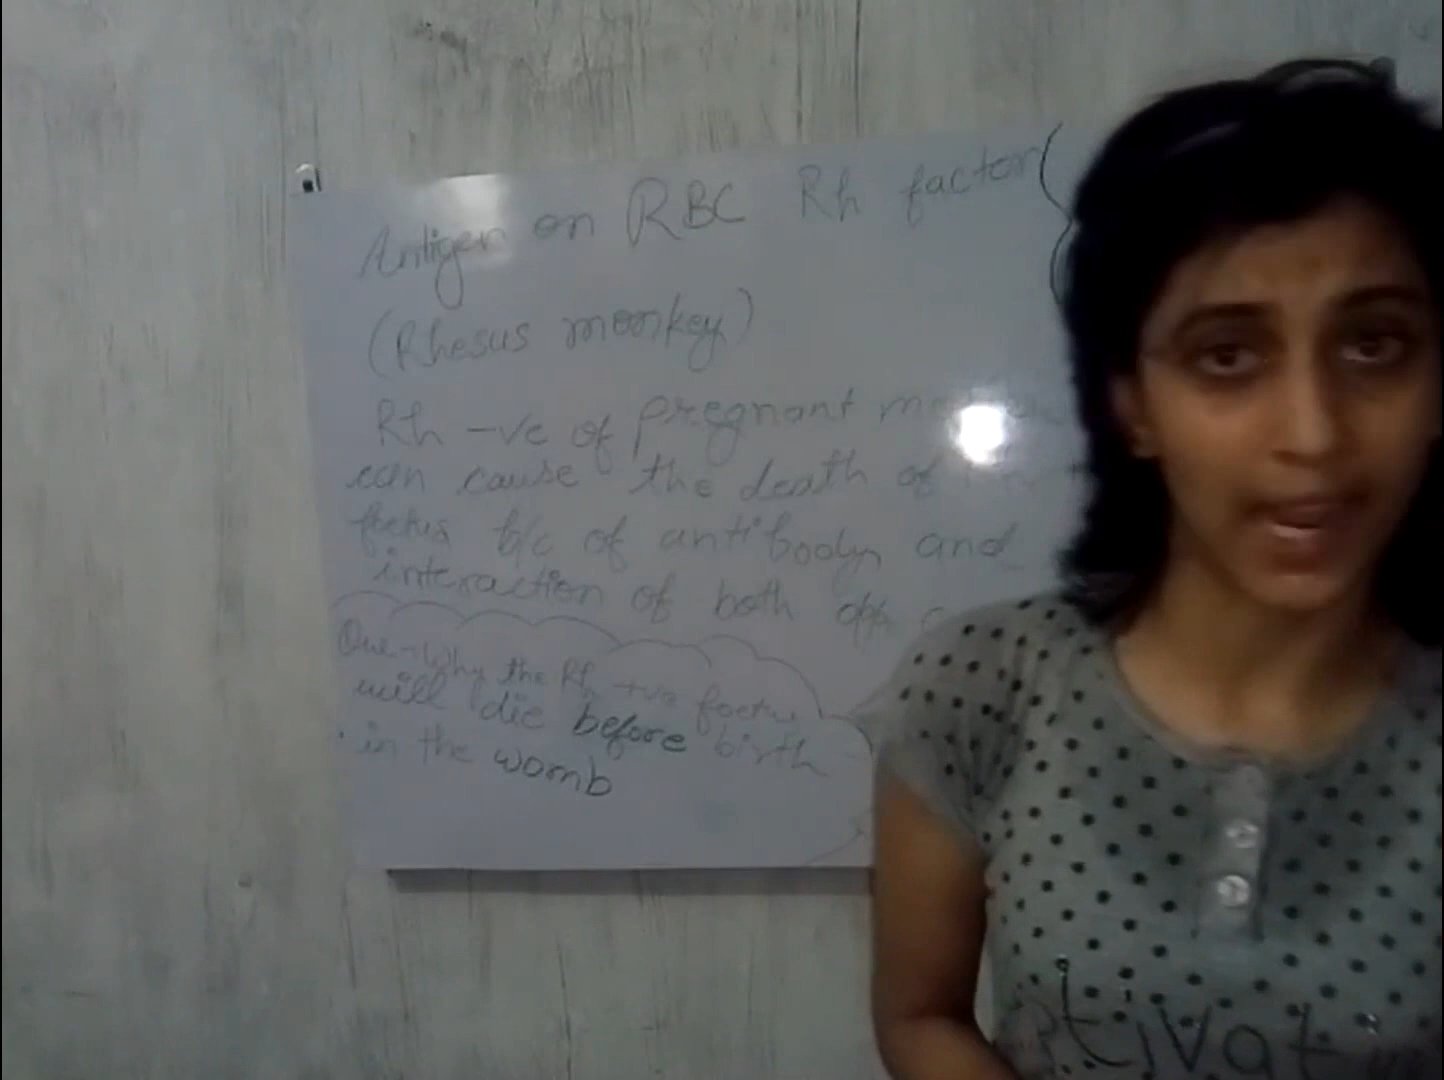 Antigen on RBC Rh factor
(Rhesus monkey)
Rh -ve of pregnant
can cause the death of
foetus b/c of antibody and
interaction of both opp
Que- Why the Rh +ve foetus
will die before birth
in the womb